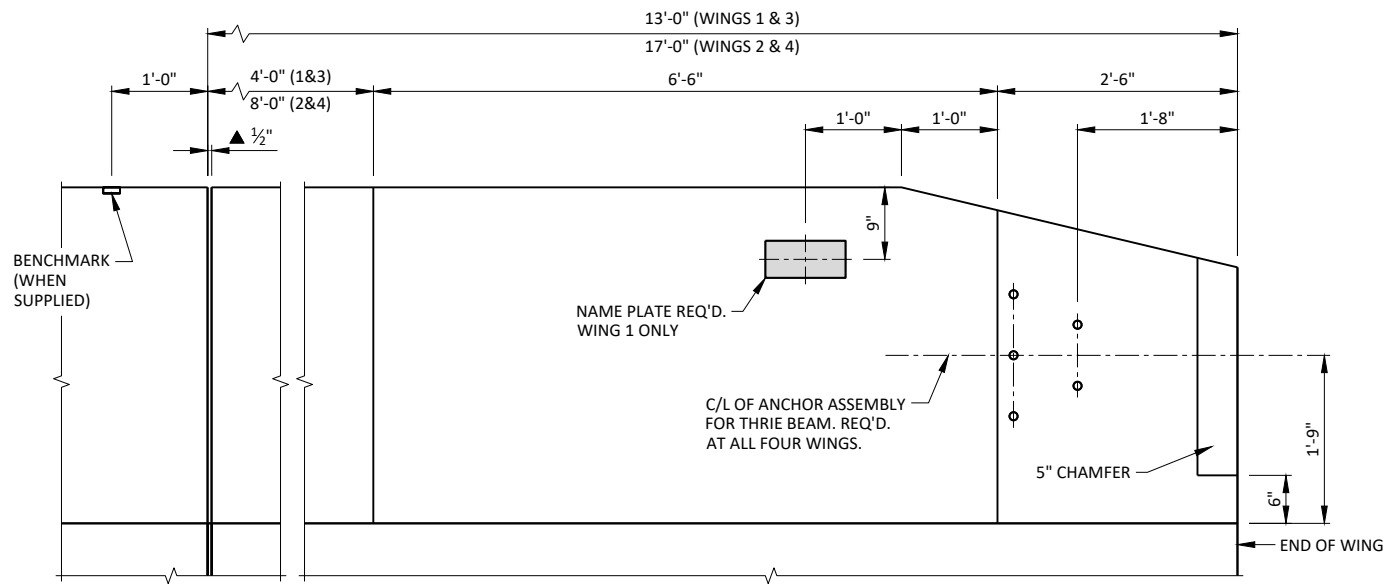 13'-0" (WINGS 1 & 3)
17'-0" (WINGS 2 & 4)
1'-0"
4'-0" (1&3)
8'-0" (2&4)
6'-6"
2'-6"
1'-0"
1'-0"
1'-8"
▲ ½"
9"
BENCHMARK
(WHEN
SUPPLIED)
NAME PLATE REQ'D.
WING 1 ONLY
C/L OF ANCHOR ASSEMBLY
FOR THRIE BEAM. REQ'D.
AT ALL FOUR WINGS.
1'-9"
5" CHAMFER
6"
END OF WING